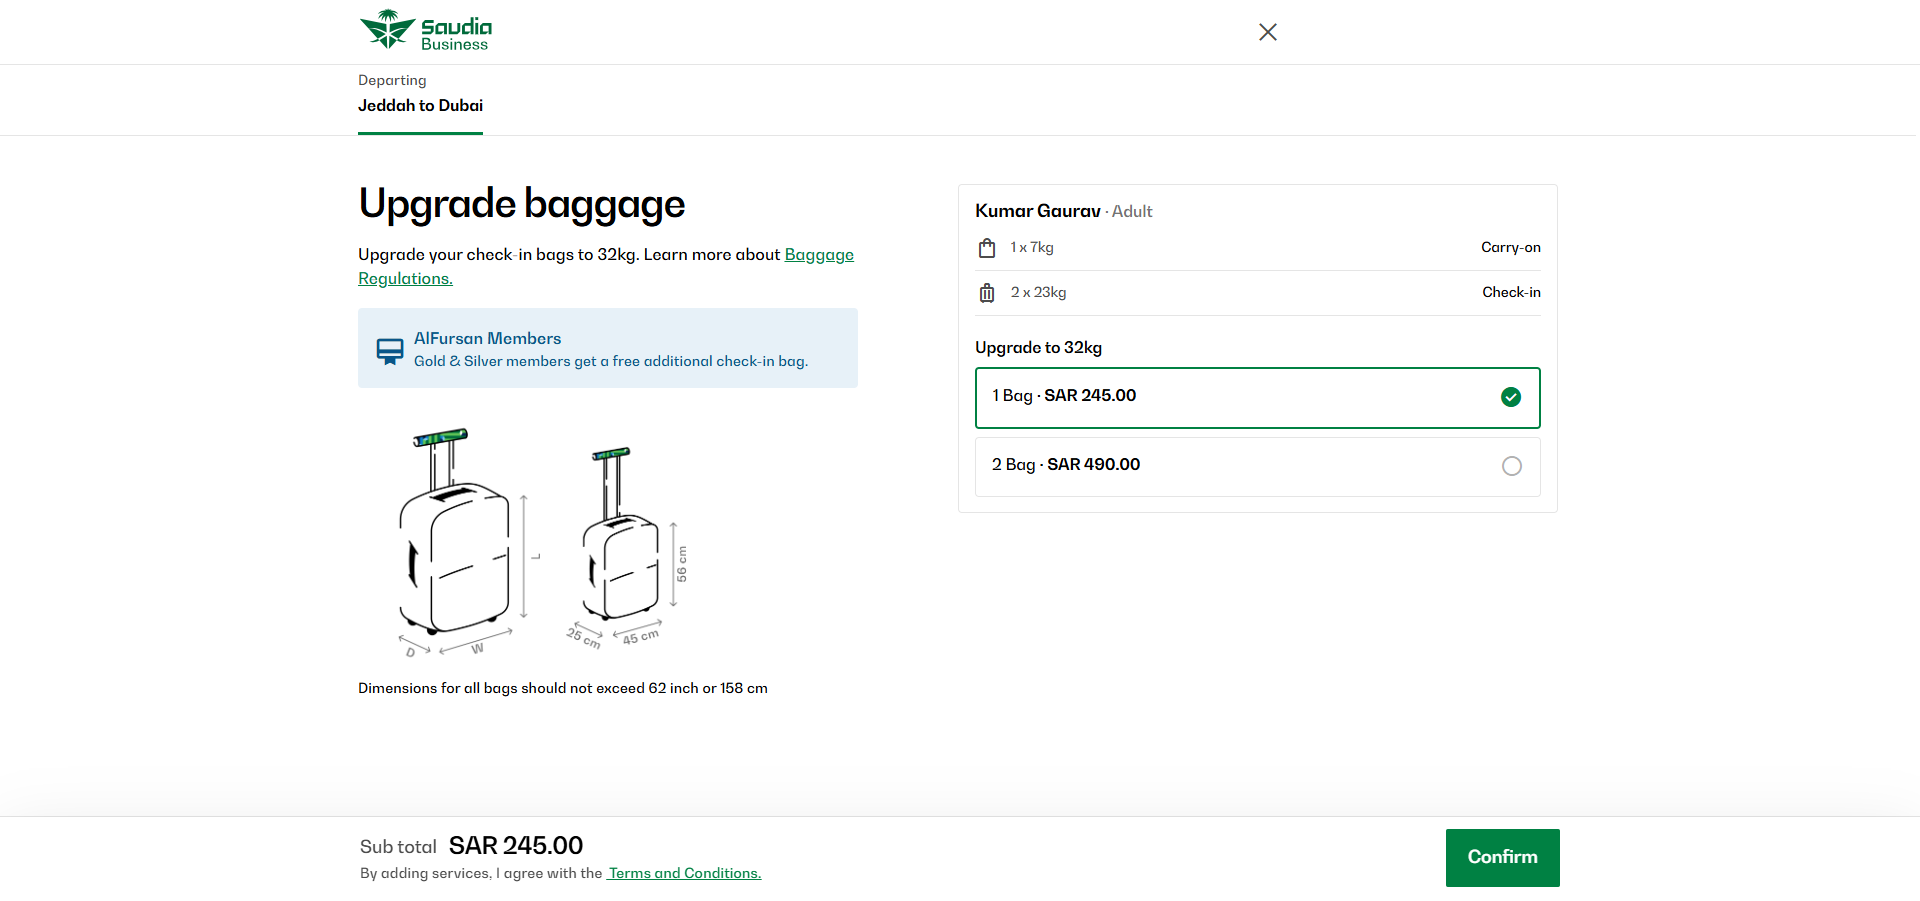 Saudia
Business
Departing
Jeddah to Dubai
Upgrade baggage
Upgrade your check-in bags to 32kg. Learn more about Baggage
Regulations.
AlFursan Members
Gold & Silver members get a free additional check-in bag.
L
D
W
56 cm
25 cm
45 cm
Dimensions for all bags should not exceed 62 inch or 158 cm
Kumar Gaurav · Adult
1 x 7kg Carry-on
2 x 23kg Check-in
Upgrade to 32kg
1 Bag · SAR 245.00
2 Bag · SAR 490.00
Sub total SAR 245.00
By adding services, I agree with the Terms and Conditions.
Confirm